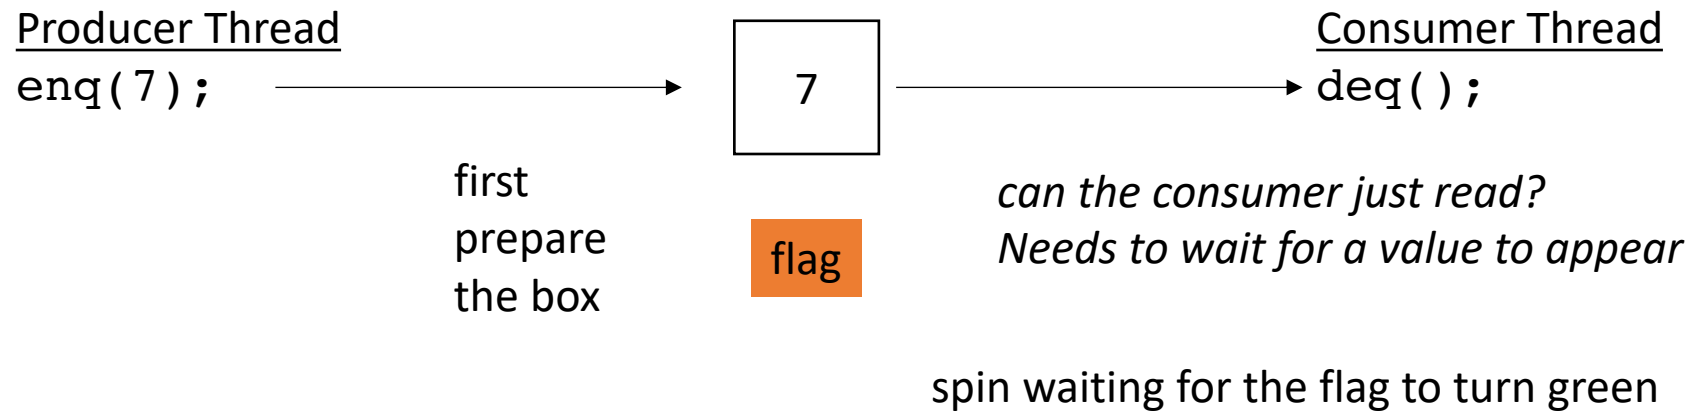 Producer Thread
enq(7);
7
Consumer Thread
deq();
first
prepare
the box
flag
can the consumer just read?
Needs to wait for a value to appear
spin waiting for the flag to turn green